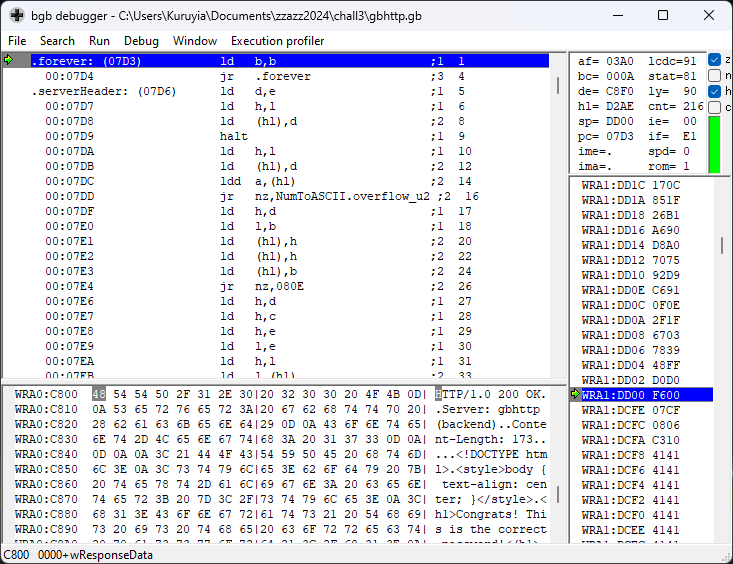 bgb debugger - C:\Users\Kuruyia\Documents\zzazz2024\chall3\gbhttp.gb
File Search Run Debug Window Execution profiler
.forever: (07D3) ld b,b ;1 1
00:07D4 jr .forever ;3 4
.serverHeader: (07D6) ld d,e ;1 5
00:07D7 ld h,l ;1 6
00:07D8 ld (hl),d ;2 8
00:07D9 halt ;1 9
00:07DA ld h,l ;1 10
00:07DB ld (hl),d ;2 12
00:07DC ldd a,(hl) ;2 14
00:07DD jr nz,NumToASCII.overflow_u2 ;2 16
00:07DF ld h,d ;1 17
00:07E0 ld l,b ;1 18
00:07E1 ld (hl),h ;2 20
00:07E2 ld (hl),h ;2 22
00:07E3 ld (hl),b ;2 24
00:07E4 jr nz,080E ;2 26
00:07E6 ld h,d ;1 27
00:07E7 ld h,c ;1 28
00:07E8 ld h,e ;1 29
00:07E9 ld l,e ;1 30
00:07EA ld h,l ;1 31
00:07EB ld l,(hl) ;2 33
af= 03A0 lcdc=91 z
bc= 000A stat=81 n
de= C8F0 ly= 90 h
hl= D2AE cnt= 216 c
sp= DD00 ie= 00
pc= 07D3 if= E1
ime=. spd= 0
ima=. rom= 1
WRA1:DD1C 170C
WRA1:DD1A 851F
WRA1:DD18 26B1
WRA1:DD16 A690
WRA1:DD14 D8A0
WRA1:DD12 7075
WRA1:DD10 92D9
WRA1:DD0E C691
WRA1:DD0C 0F0E
WRA1:DD0A 2F1F
WRA1:DD08 6703
WRA1:DD06 7839
WRA1:DD04 48FF
WRA1:DD02 D0D0
WRA1:DD00 F600
WRA1:DCFE 07CF
WRA1:DCFC 0806
WRA1:DCFA C310
WRA1:DCF8 4141
WRA1:DCF6 4141
WRA1:DCF4 4141
WRA1:DCF2 4141
WRA1:DCF0 4141
WRA1:DCEE 4141
WRA0:C800 48 54 54 50 2F 31 2E 30|20 32 30 30 20 4F 4B 0D| HTTP/1.0 200 OK.
WRA0:C810 0A 53 65 72 76 65 72 3A|20 67 62 68 74 74 70 20| .Server: gbhttp
WRA0:C820 28 62 61 63 6B 65 6E 64|29 0D 0A 43 6F 6E 74 65| (backend)..Conte
WRA0:C830 6E 74 2D 4C 65 6E 67 74|68 3A 20 31 37 33 0D 0A| nt-Length: 173..
WRA0:C840 0D 0A 0A 3C 21 44 4F 43|54 59 50 45 20 68 74 6D| ...<!DOCTYPE htm
WRA0:C850 6C 3E 0A 3C 73 74 79 6C|65 3E 62 6F 64 79 20 7B| l>.<style>body {
WRA0:C860 20 74 65 78 74 2D 61 6C|69 67 6E 3A 20 63 65 6E| text-align: cen
WRA0:C870 74 65 72 3B 20 7D 3C 2F|73 74 79 6C 65 3E 0A 3C| ter; }</style>.<
WRA0:C880 68 31 3E 43 6F 6E 67 72|61 74 73 21 20 54 68 69| h1>Congrats! Thi
WRA0:C890 73 20 69 73 20 74 68 65|20 63 6F 72 72 65 63 74| s is the correct
C800 0000+wResponseData